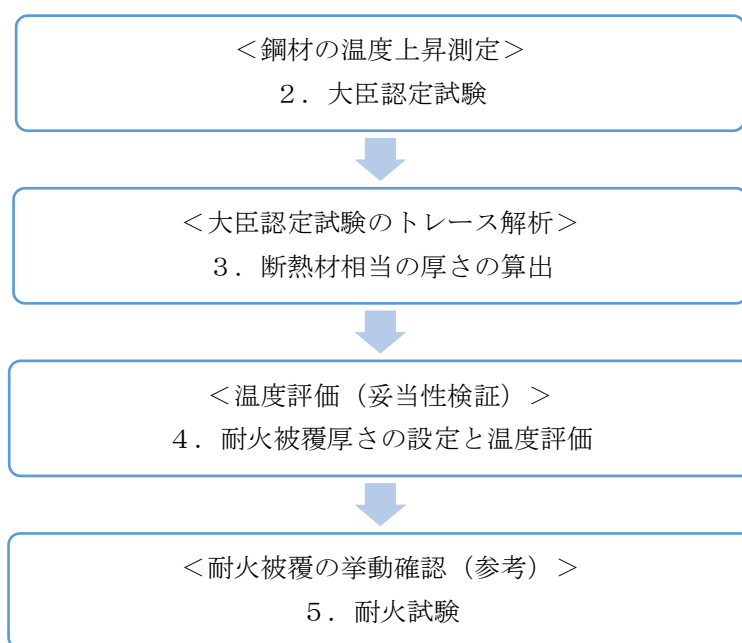 ＜鋼材の温度上昇測定＞
２．大臣認定試験
＜大臣認定試験のトレース解析＞
３．断熱材相当の厚さの算出
＜温度評価（妥当性検証）＞
４．耐火被覆厚さの設定と温度評価
＜耐火被覆の挙動確認（参考）＞
５．耐火試験